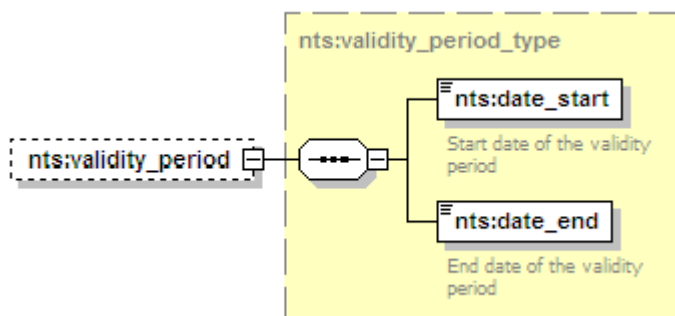 nts:validity_period_type
nts:date_start
Start date of the validity
period
nts:validity_period
nts:date_end
End date of the validity
period